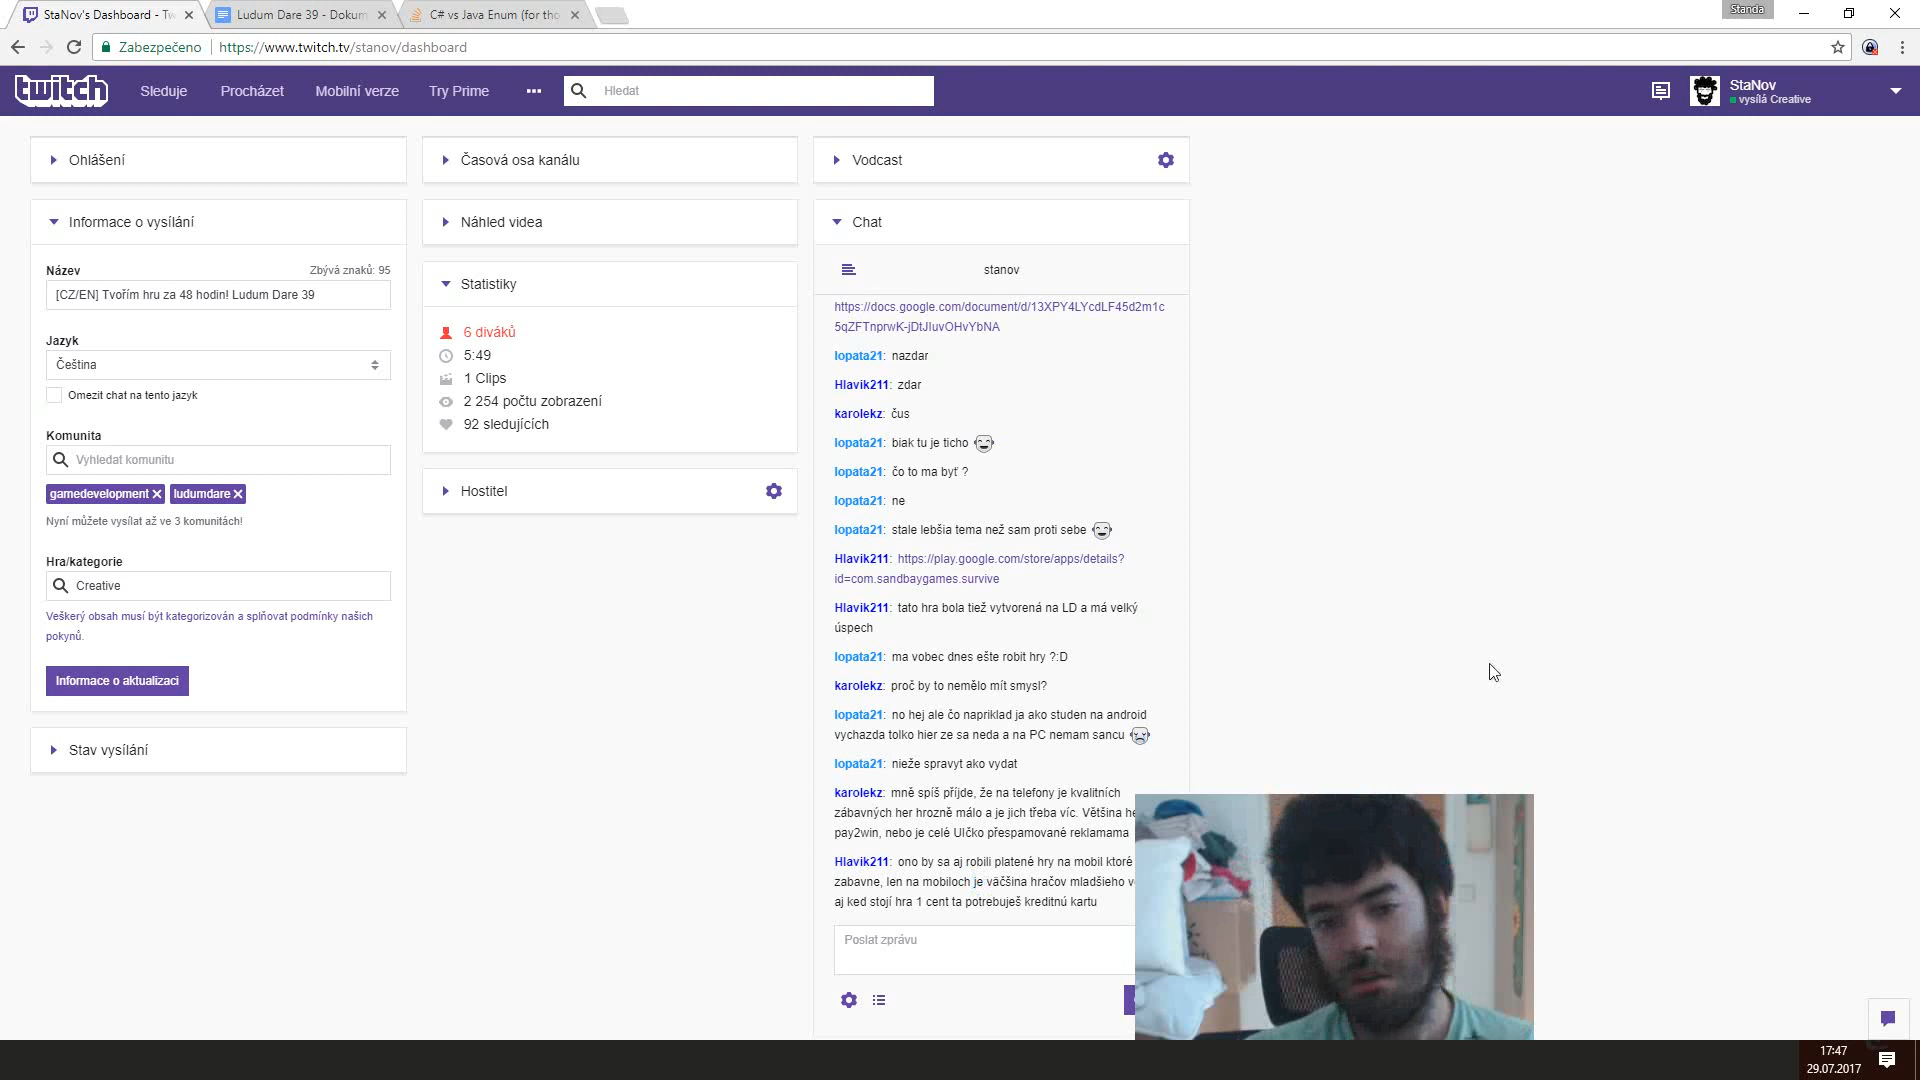 StaNov's Dashboard - Tw
Ludum Dare 39 - Dokum
C# vs Java Enum (for tho
Standa
Zabezpečeno
https://www.twitch.tv/stanov/dashboard
twitch
Sleduje
Procházet
Mobilní verze
Try Prime
Hledat
StaNov
vysílá Creative
Ohlášení
Informace o vysílání
Název
Zbývá znaků: 95
[CZ/EN] Tvořím hru za 48 hodin! Ludum Dare 39
Jazyk
Čeština
Omezit chat na tento jazyk
Komunita
Vyhledat komunitu
gamedevelopment
ludumdare
Nyní můžete vysílat až ve 3 komunitách!
Hra/kategorie
Creative
Veškerý obsah musí být kategorizován a splňovat podmínky našich
pokynů.
Informace o aktualizaci
Stav vysílání
Časová osa kanálu
Náhled videa
Statistiky
6 diváků
5:49
1 Clips
2 254 počtu zobrazení
92 sledujících
Hostitel
Vodcast
Chat
stanov
https://docs.google.com/document/d/13XPY4LYcdLF45d2m1c
5qZFTnprwK-jDtJluvOHvYbNA
lopata21: nazdar
Hlavik211: zdar
karolekz: čus
lopata21: biak tu je ticho
lopata21: čo to ma byť ?
lopata21: ne
lopata21: stale lebšia tema než sam proti sebe
Hlavik211: https://play.google.com/store/apps/details?
id=com.sandbaygames.survive
Hlavik211: tato hra bola tiež vytvorená na LD a má velký
úspech
lopata21: ma vobec dnes ešte robit hry ?:D
karolekz: proč by to nemělo mít smysl?
lopata21: no hej ale čo napriklad ja ako studen na android
vychazda tolko hier ze sa neda a na PC nemam sancu
lopata21: nieže spravyt ako vydat
karolekz: mně spíš příjde, že na telefony je kvalitních
zábavných her hrozně málo a je jich třeba víc. Většina he
pay2win, nebo je celé UIčko přespamované reklamama
Hlavik211: ono by sa aj robili platené hry na mobil ktoré
zabavne, len na mobiloch je väčšina hračov mladšieho v
aj ked stojí hra 1 cent ta potrebuješ kreditnú kartu
Poslat zprávu
17:47
29.07.2017